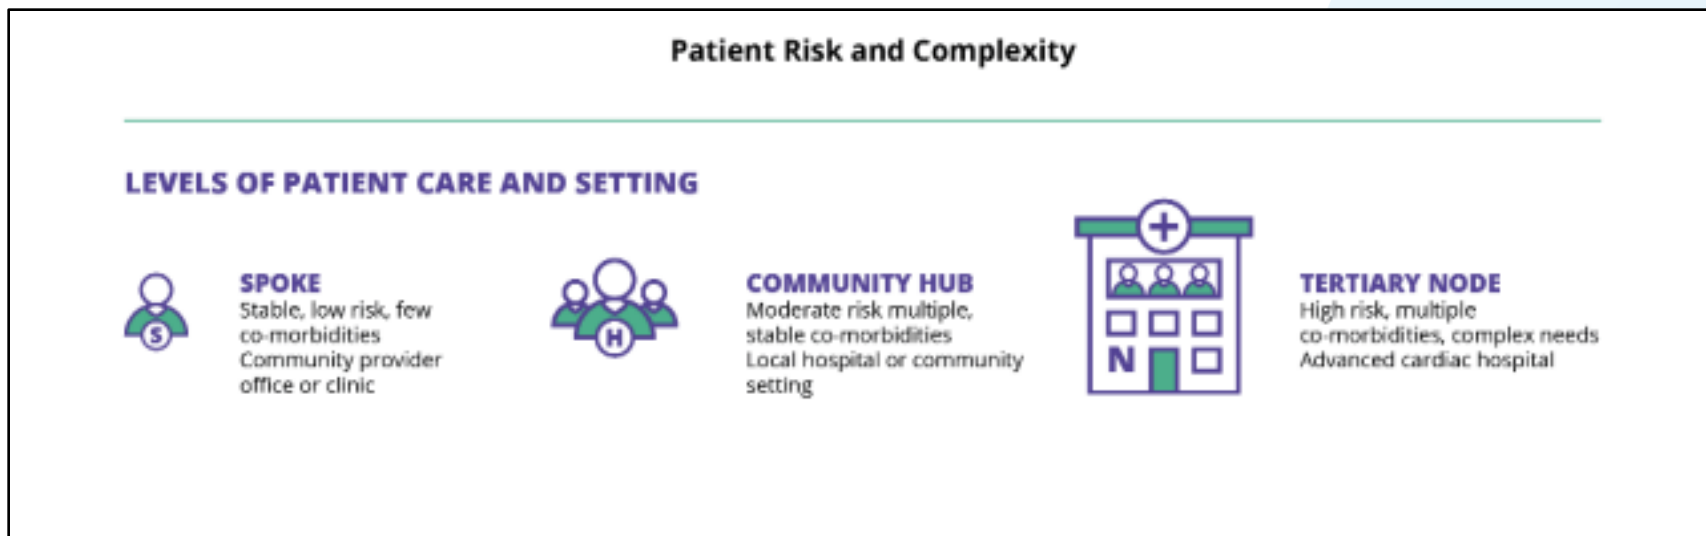 Patient Risk and Complexity
LEVELS OF PATIENT CARE AND SETTING
S
SPOKE
Stable, low risk, few
co-morbidities
Community provider
office or clinic
H
COMMUNITY HUB
Moderate risk multiple,
stable co-morbidities
Local hospital or community
setting
N
TERTIARY NODE
High risk, multiple
co-morbidities, complex needs
Advanced cardiac hospital